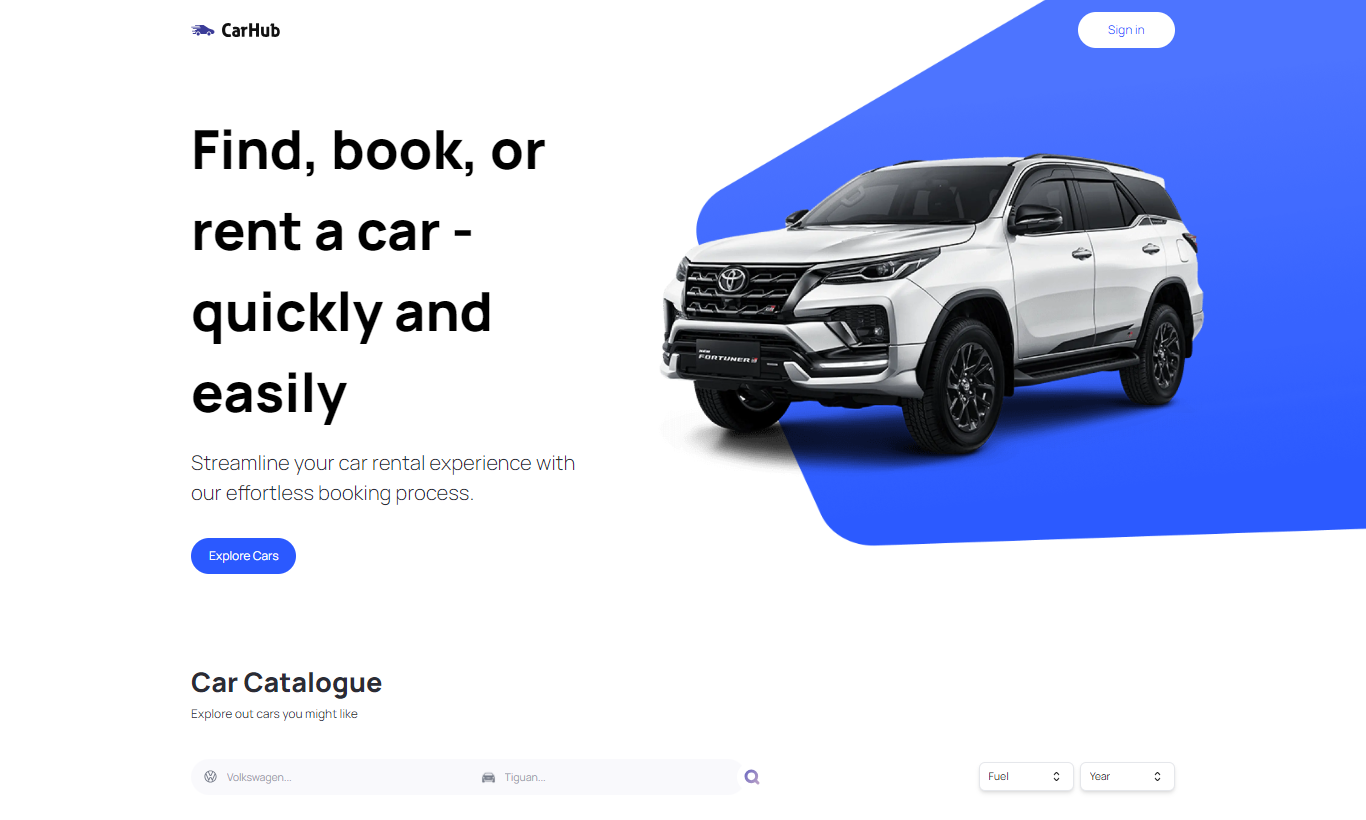 CarHub
Sign in
Find, book, or
rent a car -
quickly and
easily
Streamline your car rental experience with
our effortless booking process.
Explore Cars
NEW
FORTUNER
Car Catalogue
Explore out cars you might like
Volkswagen...
Tiguan...
Fuel
Year